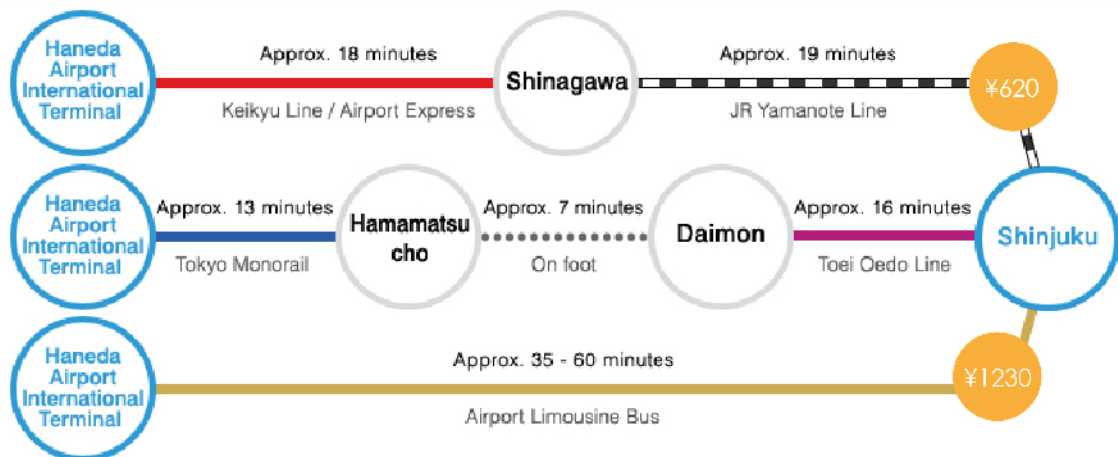 Haneda
Airport
International
Terminal
Approx. 18 minutes
Keikyu Line / Airport Express
Shinagawa
Approx. 19 minutes
JR Yamanote Line
¥620
Haneda
Airport
International
Terminal
Approx. 13 minutes
Tokyo Monorail
Hamamatsu
cho
Approx. 7 minutes
On foot
Daimon
Approx. 16 minutes
Toei Oedo Line
Shinjuku
Haneda
Airport
International
Terminal
Approx. 35 - 60 minutes
Airport Limousine Bus
¥1230